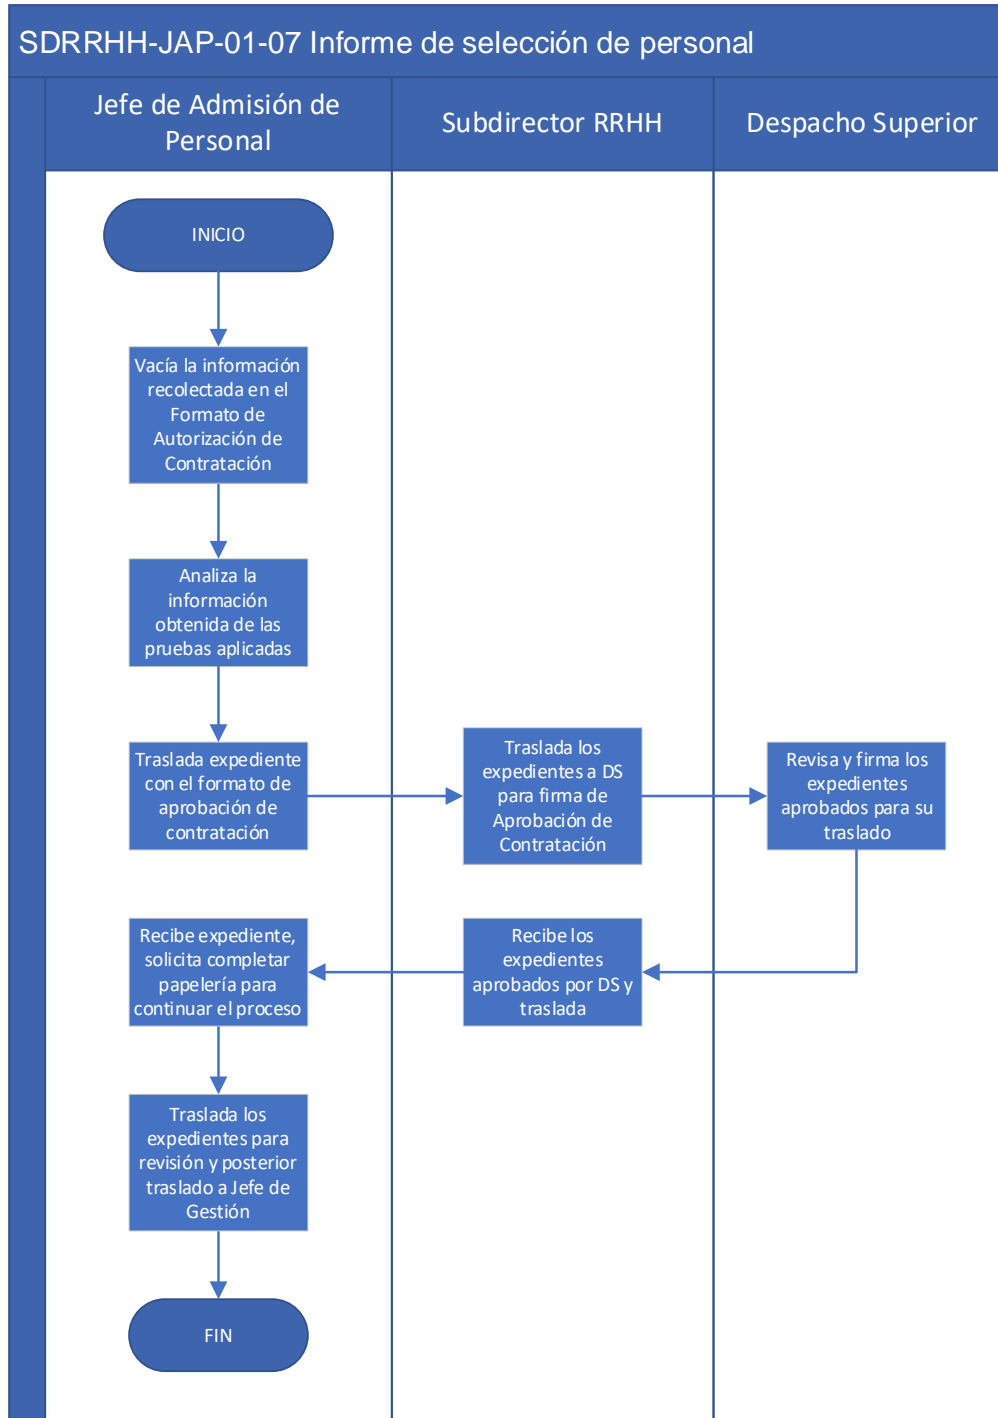 SDRRHH-JAP-01-07 Informe de selección de personal
Jefe de Admisión de
Personal
Subdirector RRHH
Despacho Superior
INICIO
Vacía la información
recolectada en el
Formato de
Autorización de
Contratación
Analiza la
información
obtenida de las
pruebas aplicadas
Traslada expediente
con el formato de
aprobación de
contratación
Traslada los
expedientes a DS
para firma de
Aprobación de
Contratación
Revisa y firma los
expedientes
aprobados para su
traslado
Recibe los
expedientes
aprobados por DS y
traslada
Recibe expediente,
solicita completar
papelería para
continuar el proceso
Traslada los
expedientes para
revisión y posterior
traslado a Jefe de
Gestión
FIN